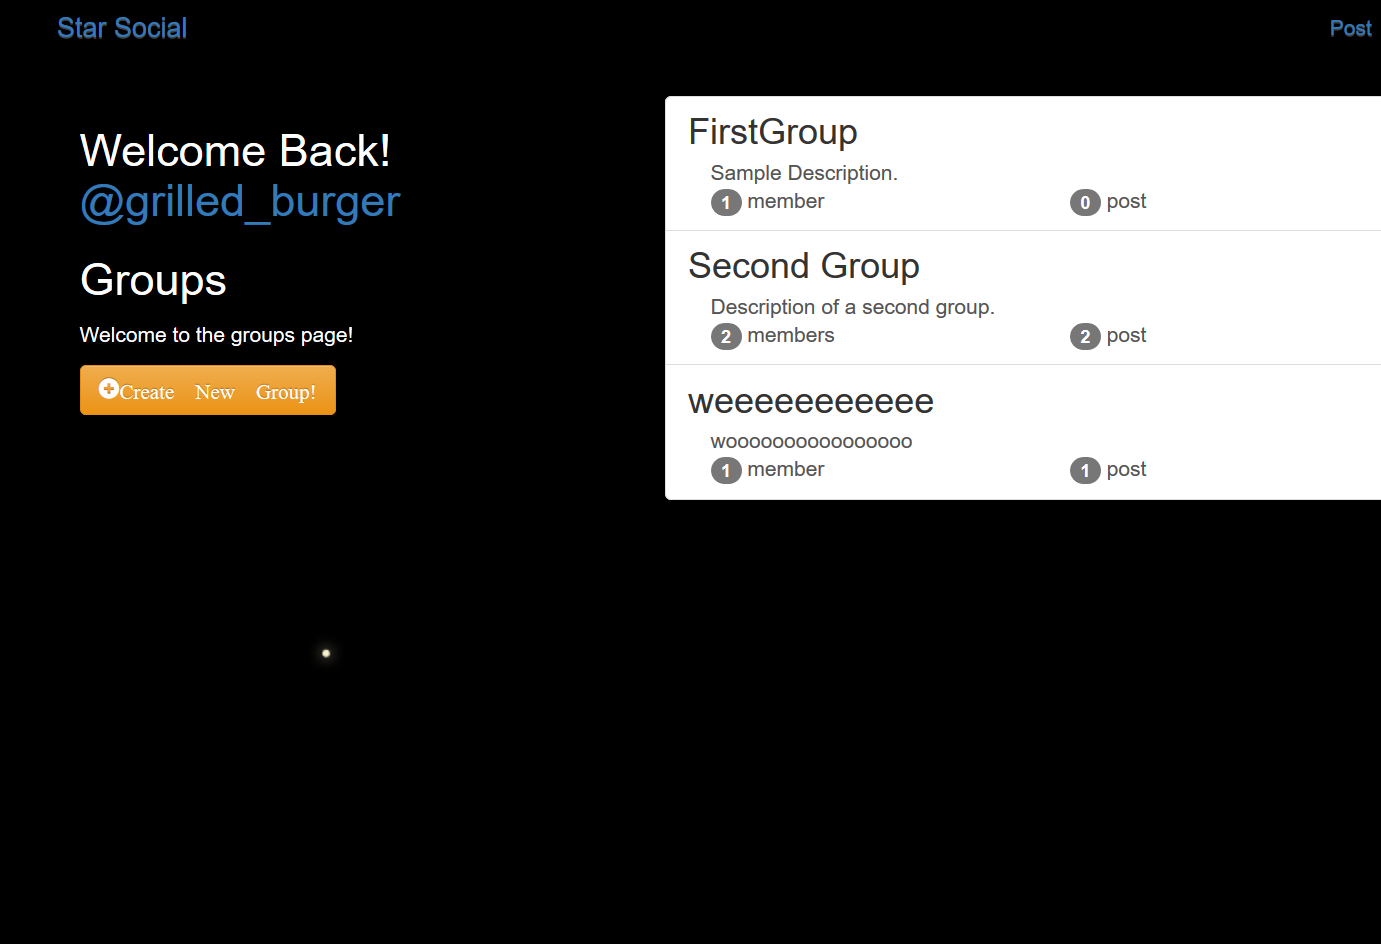 Star Social
Post
Welcome Back!
@grilled_burger
Groups
Welcome to the groups page!
Create New Group!
FirstGroup
Sample Description.
1 member
0 post
Second Group
Description of a second group.
2 members
2 post
weeeeeeeeeee
woooooooooooooooo
1 member
1 post